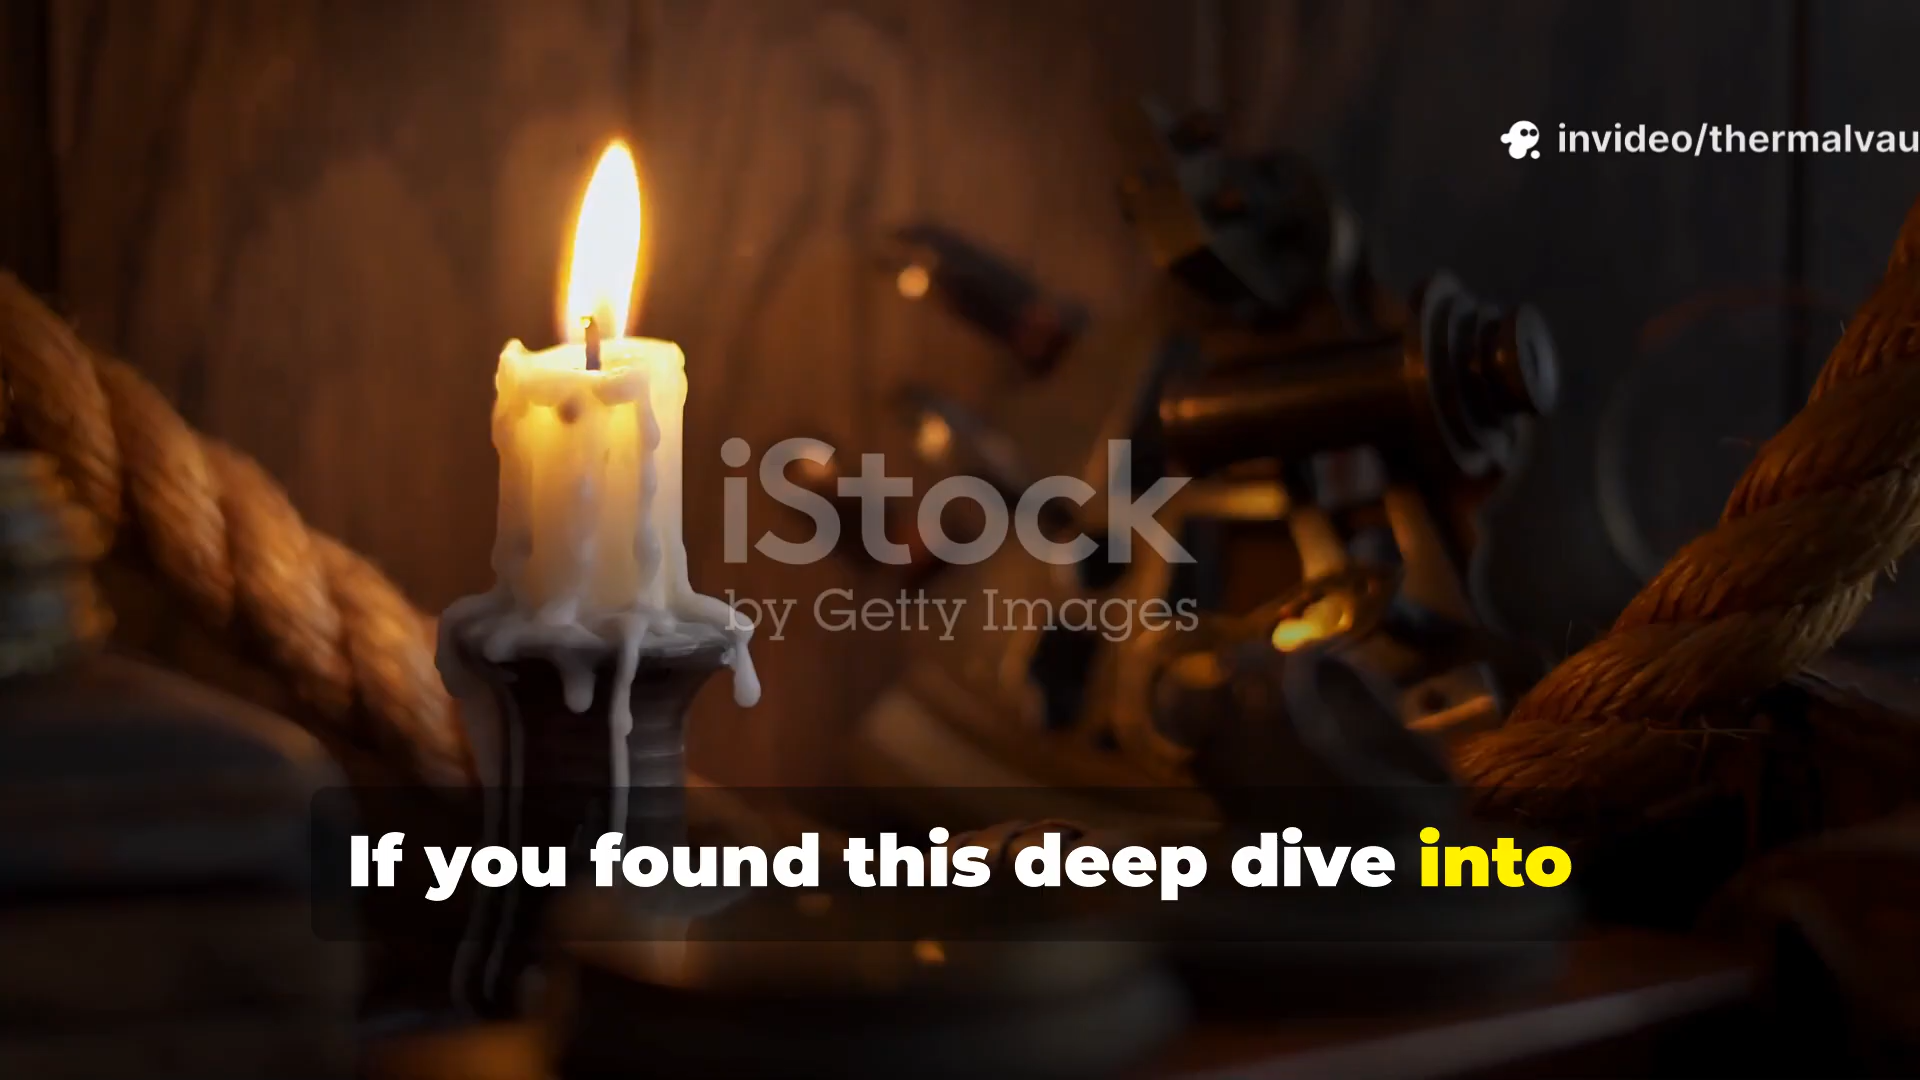 invideo/thermalvau
iStock
by Getty Images
If you found this deep dive into